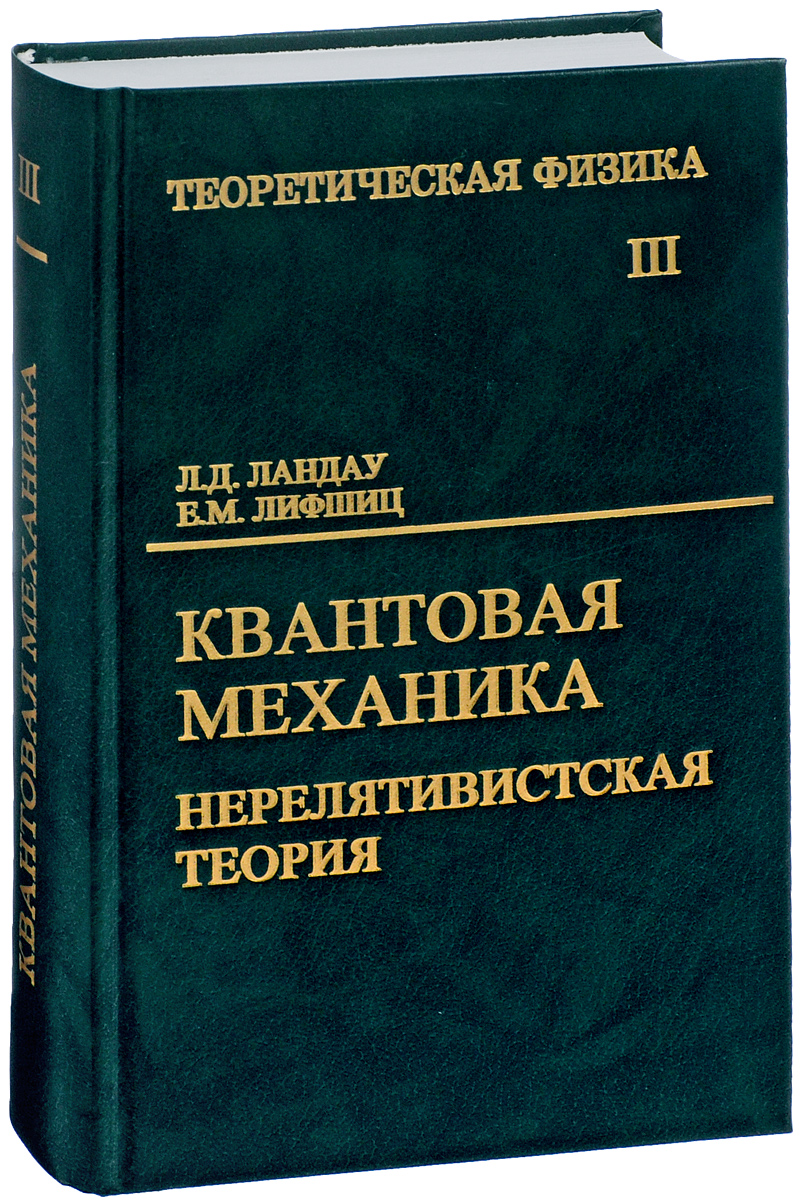 III
КВАНТОВАЯ МЕХАНИКА
ТЕОРЕТИЧЕСКАЯ ФИЗИКА
III
Л.Д. ЛАНДАУ
Е.М. ЛИФШИЦ
КВАНТОВАЯ
МЕХАНИКА
НЕРЕЛЯТИВИСТСКАЯ
ТЕОРИЯ